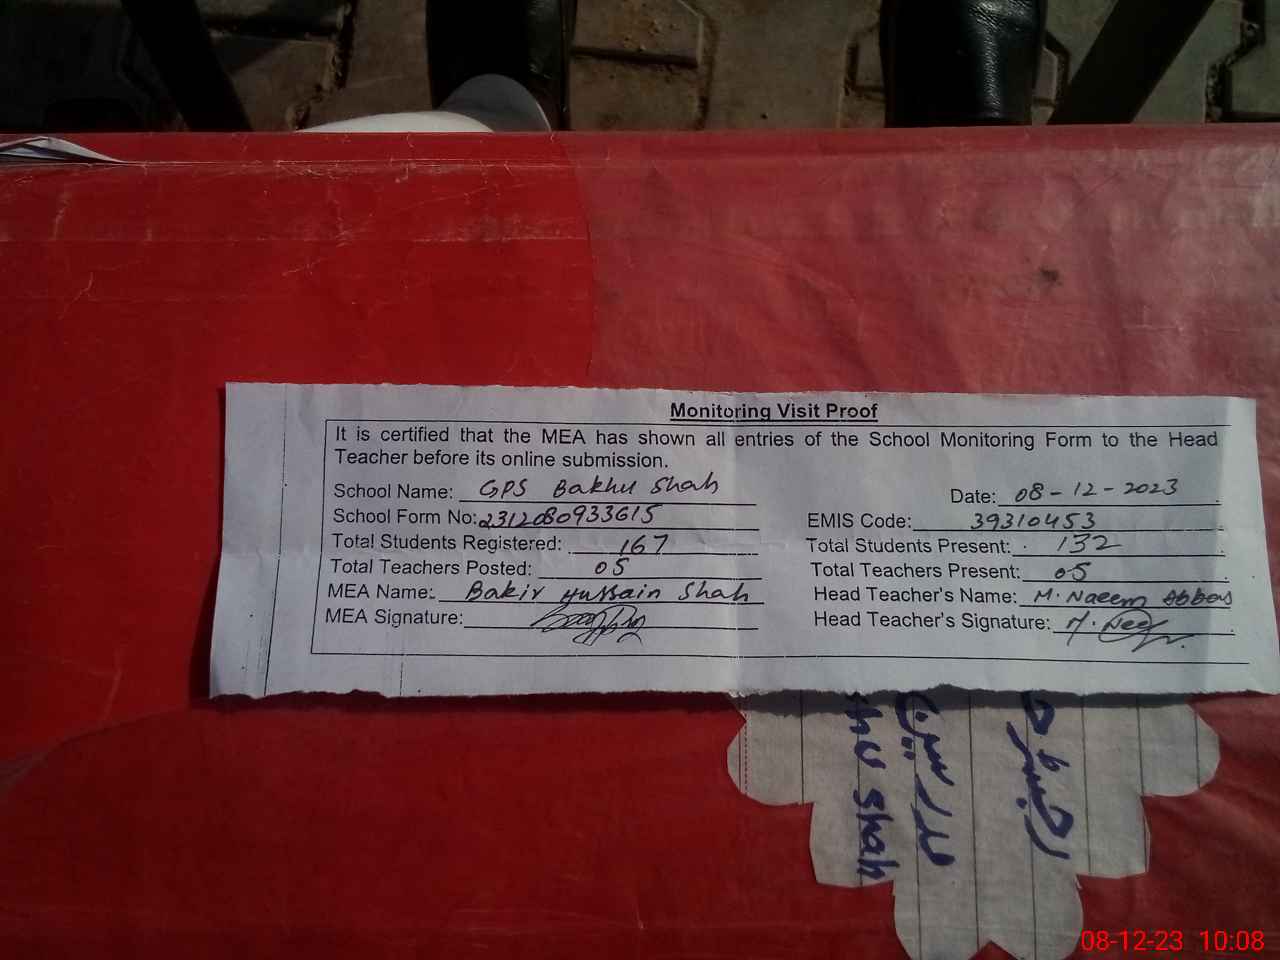 Monitoring Visit Proof
It is certified that the MEA has shown all entries of the School Monitoring Form to the Head
Teacher before its online submission.
School Name: GPS Bakhu Shah Date: 08-12-2023
School Form No: 2312080933615 EMIS Code: 39310453
Total Students Registered: 167 Total Students Present: 132
Total Teachers Posted: 05 Total Teachers Present: 05
MEA Name: Bakir Hussain Shah Head Teacher's Name: M. Naeem Abbas
MEA Signature: Head Teacher's Signature:
رجسٹر
مدرسین
Shah
08-12-23 10:08